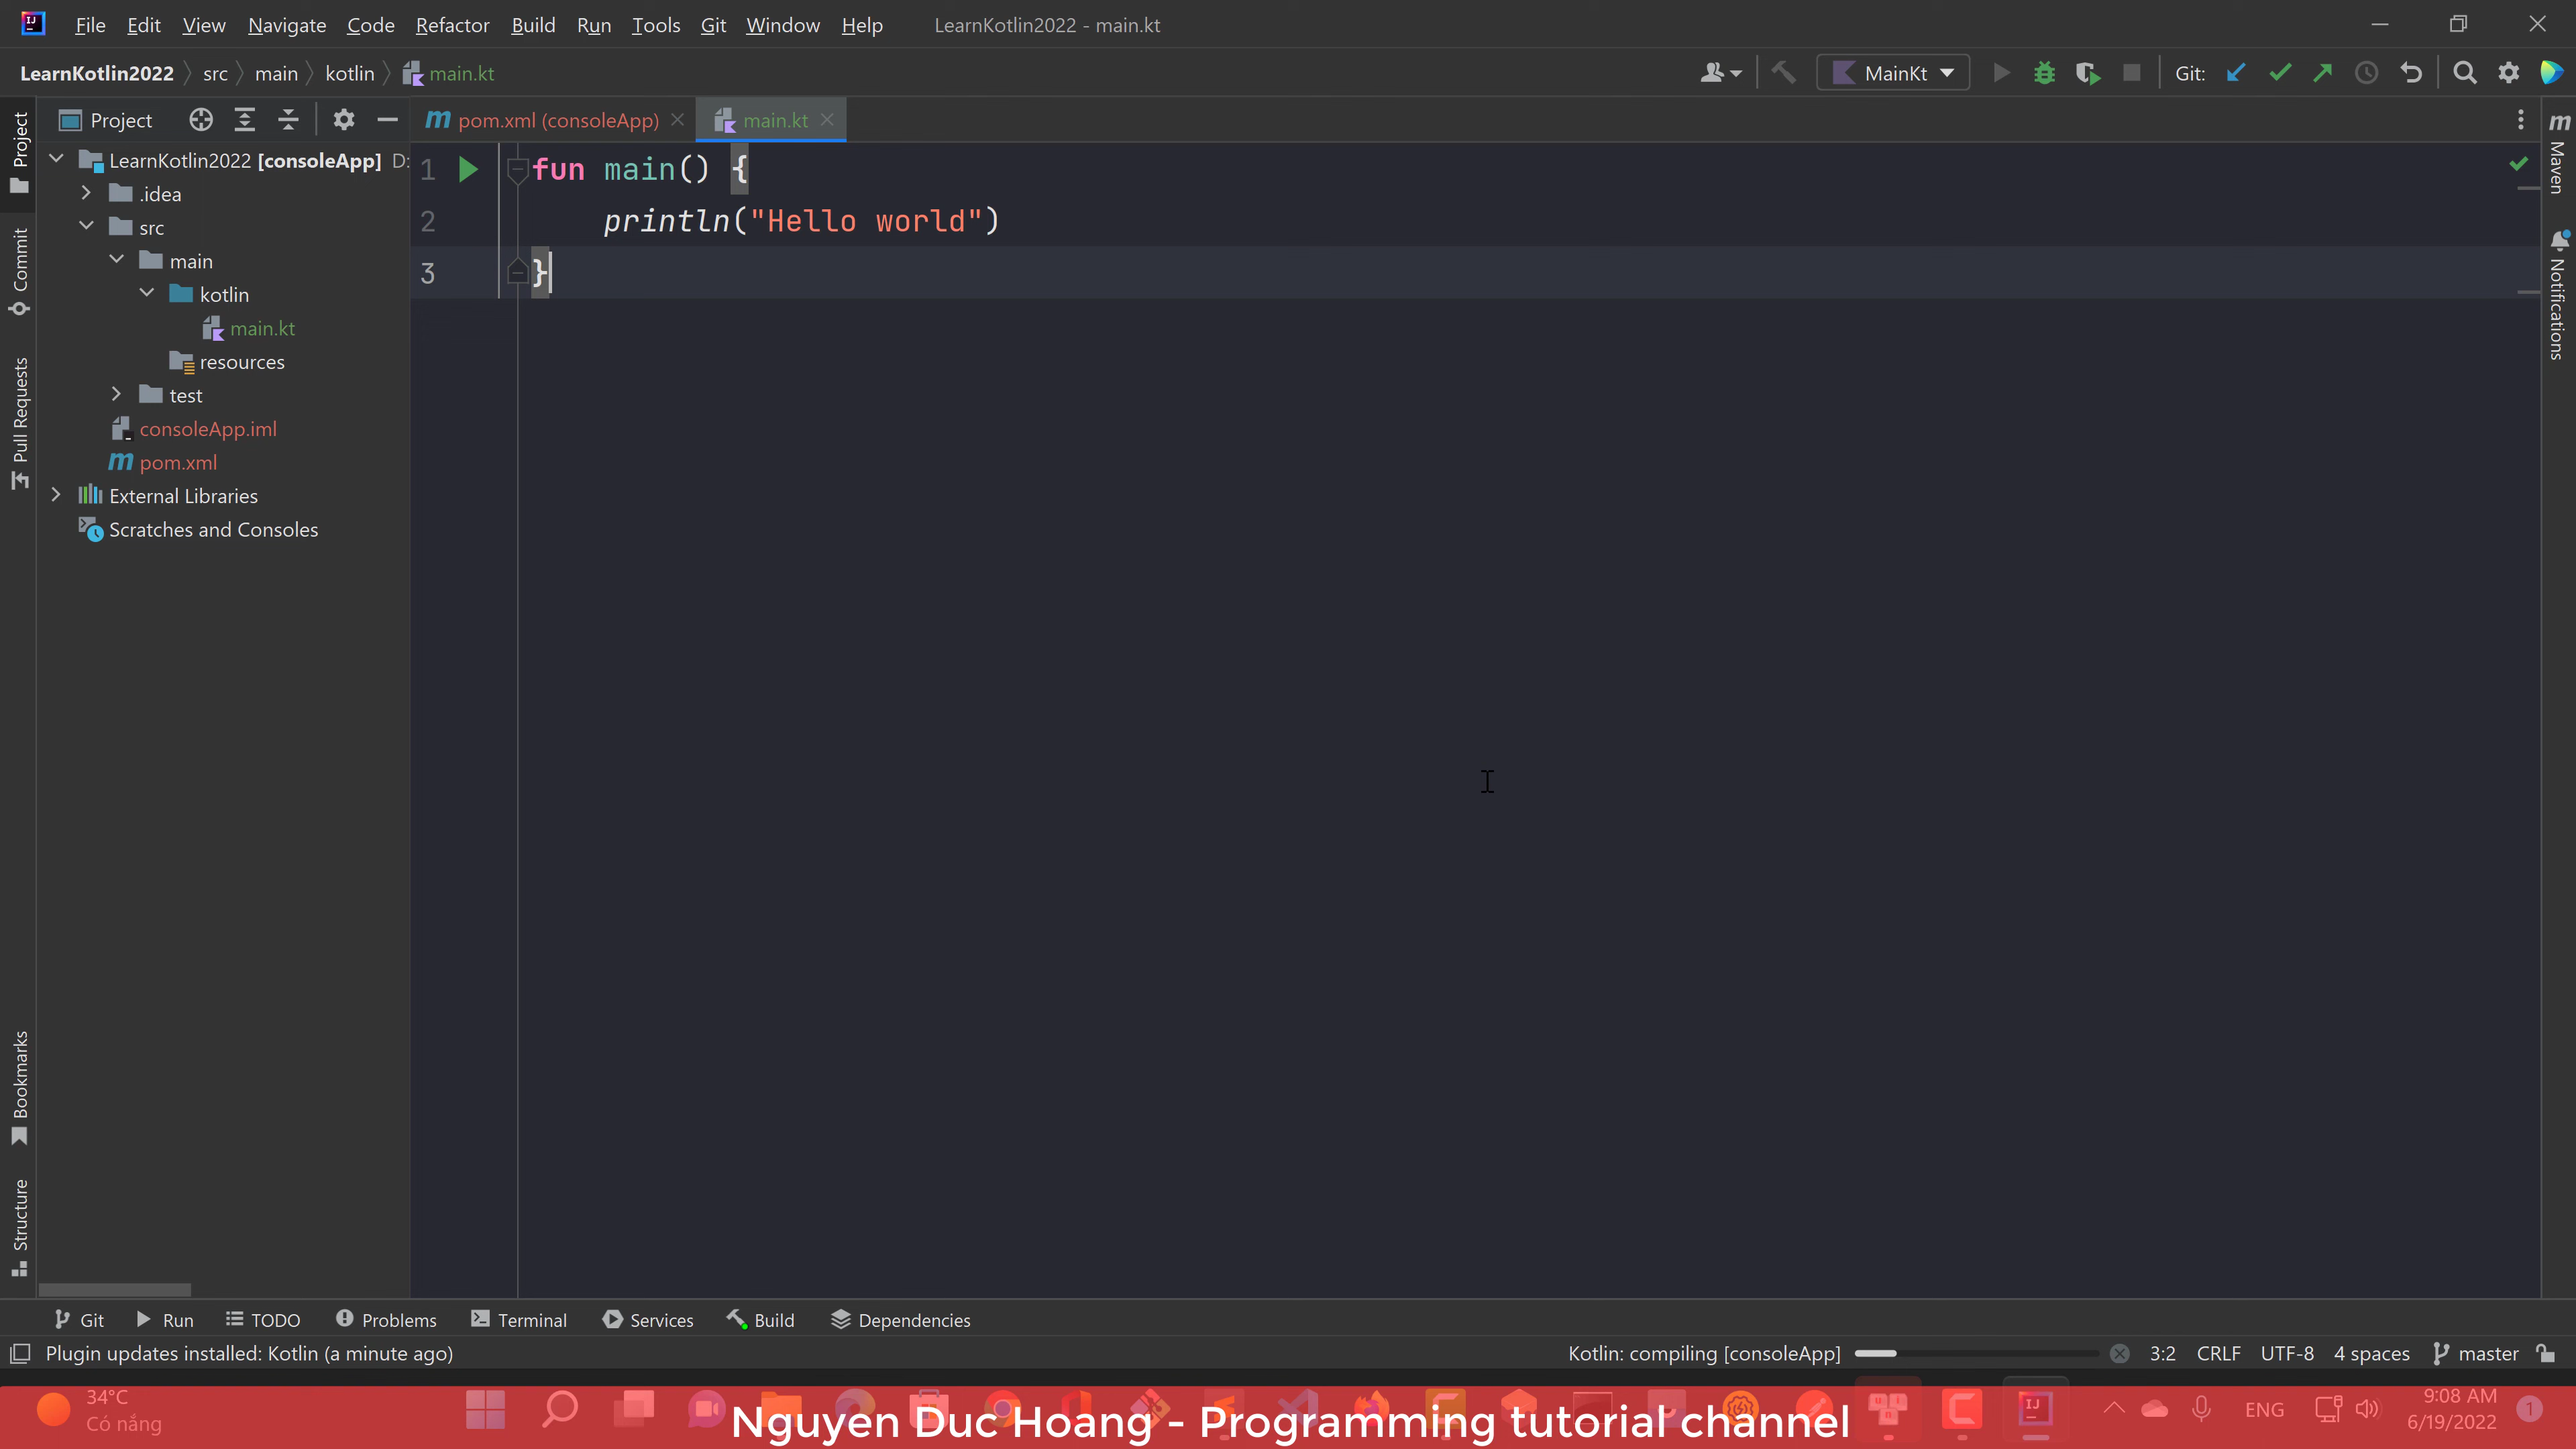 File Edit View Navigate Code Refactor Build Run Tools Git Window Help LearnKotlin2022 - main.kt
LearnKotlin2022 src main kotlin main.kt MainKt Git:
Project pom.xml (consoleApp) main.kt
LearnKotlin2022 [consoleApp] D:
.idea
src
main
kotlin
main.kt
resources
test
consoleApp.iml
pom.xml
External Libraries
Scratches and Consoles
1 fun main() {
2 println("Hello world")
3 }
Project
Commit
Pull Requests
Bookmarks
Structure
Maven
Notifications
Git Run TODO Problems Terminal Services Build Dependencies
Plugin updates installed: Kotlin (a minute ago) Kotlin: compiling [consoleApp] 3:2 CRLF UTF-8 4 spaces master
34°C
Có nắng
Nguyen Duc Hoang - Programming tutorial channel
ENG
9:08 AM
6/19/2022
1